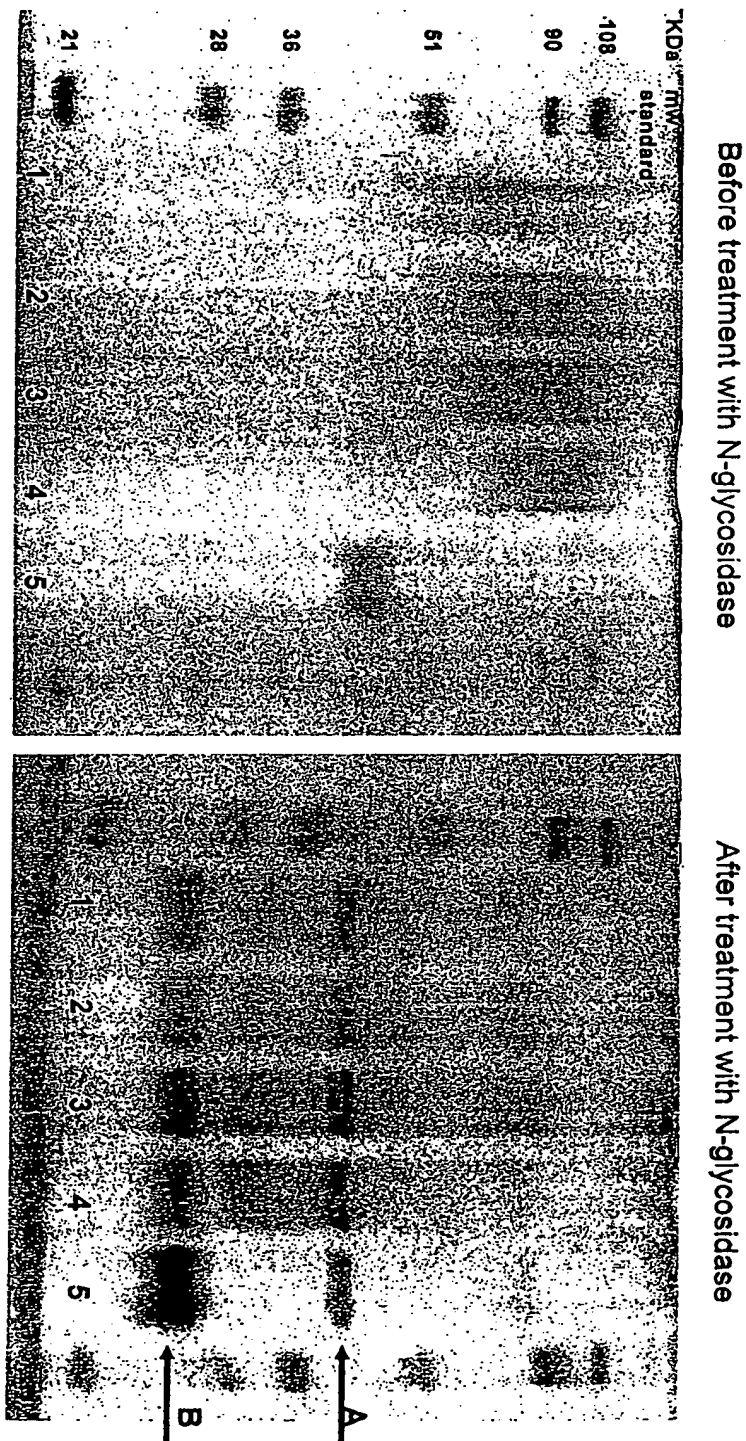 Before treatment with N-glycosidase
KDa mw
standard
108
90
51
36
28
21
1 2 3 4 5
After treatment with N-glycosidase
A
B
1 2 3 4 5